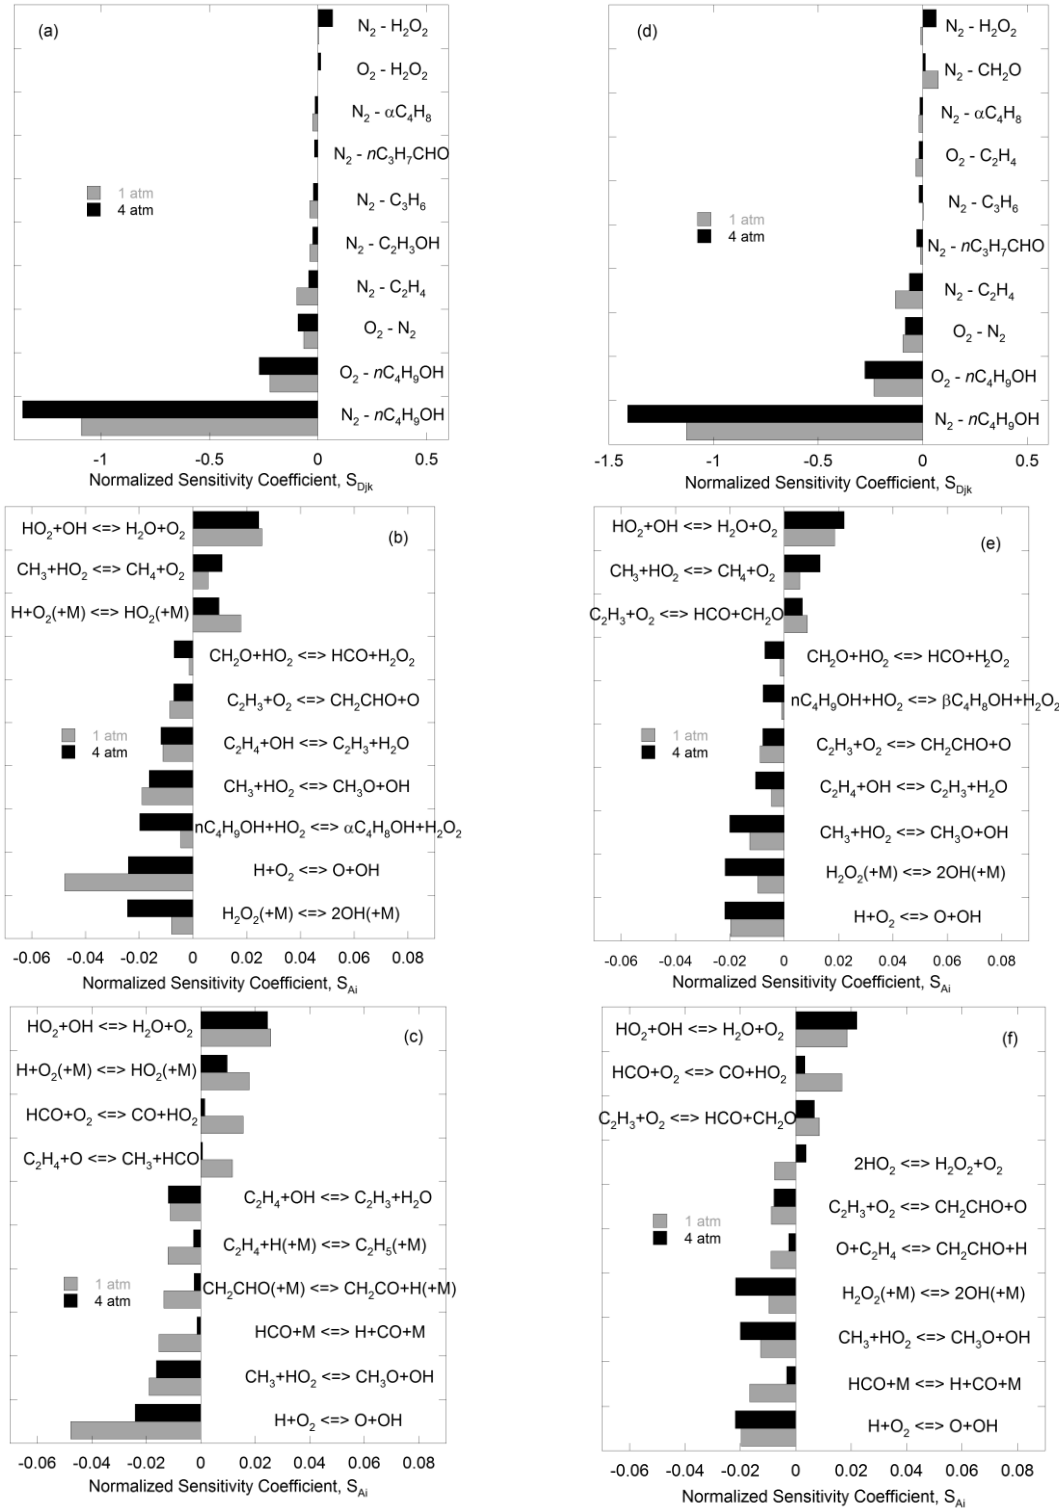 (a)
N₂ - H₂O₂
O₂ - H₂O₂
N₂ - αC₄H₈
N₂ - nC₃H₇CHO
1 atm
4 atm
N₂ - C₃H₆
N₂ - C₂H₃OH
N₂ - C₂H₄
O₂ - N₂
O₂ - nC₄H₉OH
N₂ - nC₄H₉OH
-1 -0.5 0 0.5
Normalized Sensitivity Coefficient, S_Djk
(d)
N₂ - H₂O₂
N₂ - CH₂O
N₂ - αC₄H₈
O₂ - C₂H₄
N₂ - C₃H₆
1 atm
4 atm
N₂ - nC₃H₇CHO
N₂ - C₂H₄
O₂ - N₂
O₂ - nC₄H₉OH
N₂ - nC₄H₉OH
-1.5 -1 -0.5 0 0.5
Normalized Sensitivity Coefficient, S_Djk
HO₂+OH <=> H₂O+O₂
(b)
CH₃+HO₂ <=> CH₄+O₂
H+O₂(+M) <=> HO₂(+M)
CH₂O+HO₂ <=> HCO+H₂O₂
C₂H₃+O₂ <=> CH₂CHO+O
1 atm
4 atm
C₂H₄+OH <=> C₂H₃+H₂O
CH₃+HO₂ <=> CH₃O+OH
nC₄H₉OH+HO₂ <=> αC₄H₈OH+H₂O₂
H+O₂ <=> O+OH
H₂O₂(+M) <=> 2OH(+M)
-0.06 -0.04 -0.02 0 0.02 0.04 0.06 0.08
Normalized Sensitivity Coefficient, S_Ai
HO₂+OH <=> H₂O+O₂
(e)
CH₃+HO₂ <=> CH₄+O₂
C₂H₃+O₂ <=> HCO+CH₂O
CH₂O+HO₂ <=> HCO+H₂O₂
nC₄H₉OH+HO₂ <=> βC₄H₈OH+H₂O₂
1 atm
4 atm
C₂H₃+O₂ <=> CH₂CHO+O
C₂H₄+OH <=> C₂H₃+H₂O
CH₃+HO₂ <=> CH₃O+OH
H₂O₂(+M) <=> 2OH(+M)
H+O₂ <=> O+OH
-0.06 -0.04 -0.02 0 0.02 0.04 0.06 0.08
Normalized Sensitivity Coefficient, S_Ai
HO₂+OH <=> H₂O+O₂
(c)
H+O₂(+M) <=> HO₂(+M)
HCO+O₂ <=> CO+HO₂
C₂H₄+O <=> CH₃+HCO
C₂H₄+OH <=> C₂H₃+H₂O
C₂H₄+H(+M) <=> C₂H₅(+M)
1 atm
4 atm
CH₂CHO(+M) <=> CH₂CO+H(+M)
HCO+M <=> H+CO+M
CH₃+HO₂ <=> CH₃O+OH
H+O₂ <=> O+OH
-0.06 -0.04 -0.02 0 0.02 0.04 0.06 0.08
Normalized Sensitivity Coefficient, S_Ai
HO₂+OH <=> H₂O+O₂
(f)
HCO+O₂ <=> CO+HO₂
C₂H₃+O₂ <=> HCO+CH₂O
2HO₂ <=> H₂O₂+O₂
C₂H₃+O₂ <=> CH₂CHO+O
1 atm
4 atm
O+C₂H₄ <=> CH₂CHO+H
H₂O₂(+M) <=> 2OH(+M)
CH₃+HO₂ <=> CH₃O+OH
HCO+M <=> H+CO+M
H+O₂ <=> O+OH
-0.06 -0.04 -0.02 0 0.02 0.04 0.06 0.08
Normalized Sensitivity Coefficient, S_Ai